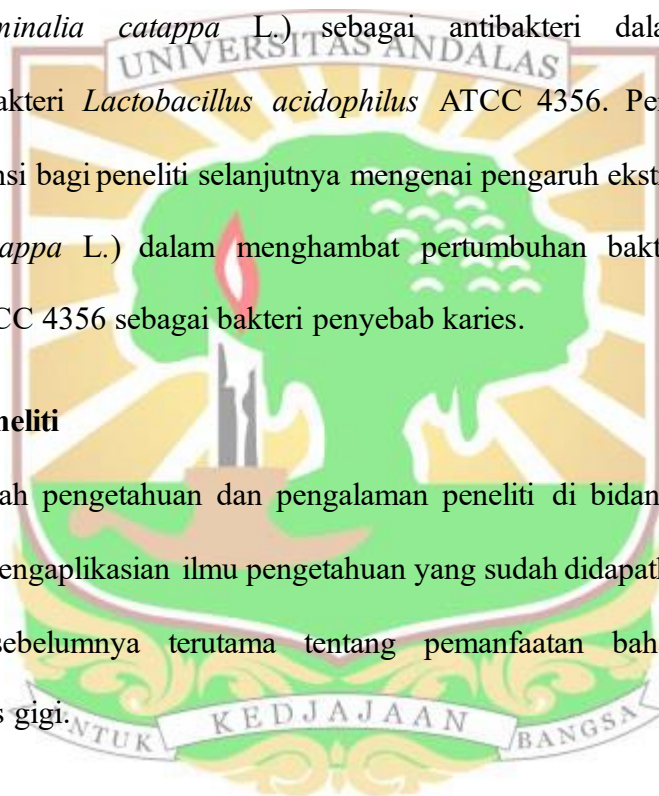 minalia catappa L.) sebagai antibakteri dala
UNIVERSITAS ANDALAS
akteri Lactobacillus acidophilus ATCC 4356. Pe
nsi bagi peneliti selanjutnya mengenai pengaruh ekst
appa L.) dalam menghambat pertumbuhan bakt
CC 4356 sebagai bakteri penyebab karies.
neliti
ah pengetahuan dan pengalaman peneliti di bidan
engaplikasian ilmu pengetahuan yang sudah didapatk
sebelumnya terutama tentang pemanfaatan bah
s gigi.
NTUK KEDJAJAAN BANGSA